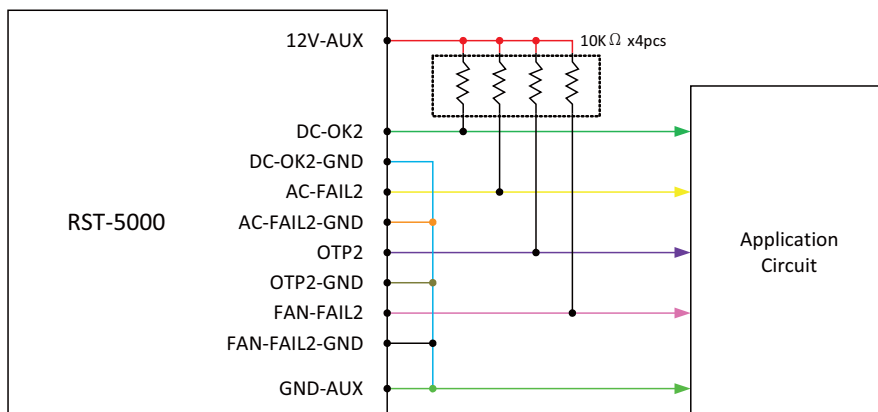 12V-AUX
10KΩ x4pcs
DC-OK2
DC-OK2-GND
AC-FAIL2
RST-5000
AC-FAIL2-GND
OTP2
OTP2-GND
FAN-FAIL2
FAN-FAIL2-GND
GND-AUX
Application
Circuit